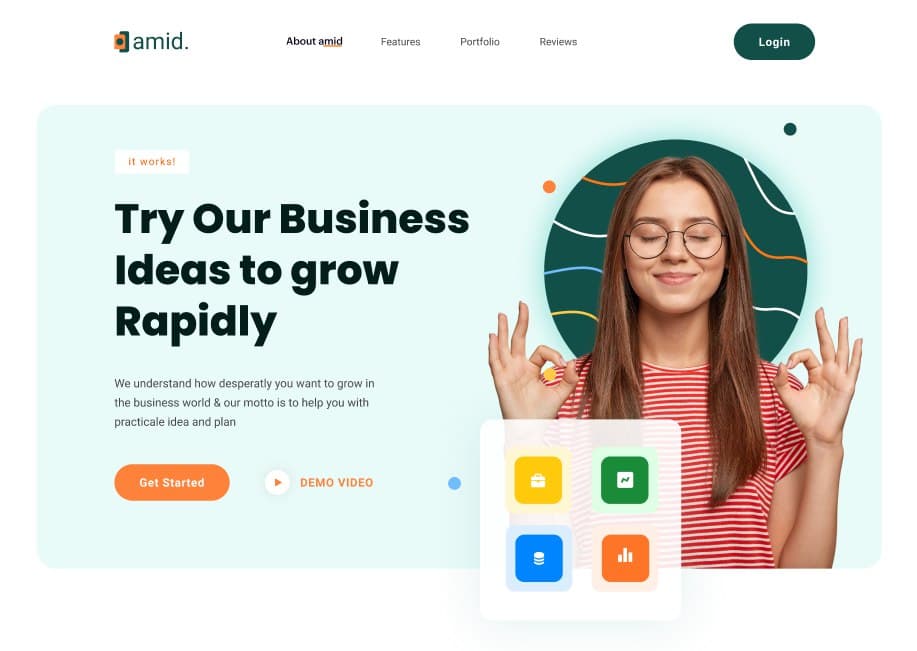 amid.
About amid
Features
Portfolio
Reviews
Login
it works!
Try Our Business
Ideas to grow
Rapidly
We understand how desperatly you want to grow in
the business world & our motto is to help you with
practicale idea and plan
Get Started
DEMO VIDEO